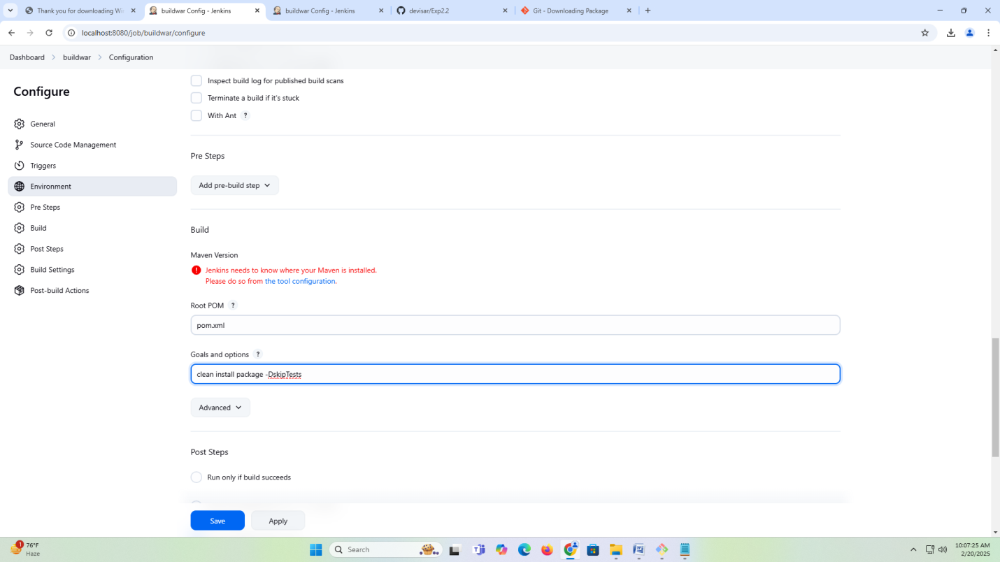 Thank you for downloading Wi
buildwar Config - Jenkins
buildwar Config - Jenkins
devisar/Exp2.2
Git - Downloading Package
localhost:8080/job/buildwar/configure
Dashboard
buildwar
Configuration
Configure
General
Source Code Management
Triggers
Environment
Pre Steps
Build
Post Steps
Build Settings
Post-build Actions
Inspect build log for published build scans
Terminate a build if it's stuck
With Ant ?
Pre Steps
Add pre-build step
Build
Maven Version
Jenkins needs to know where your Maven is installed.
Please do so from the tool configuration.
Root POM ?
pom.xml
Goals and options ?
clean install package -DskipTests
Advanced
Post Steps
Run only if build succeeds
Save
Apply
1
76°F
Haze
Search
10:07:25 AM
2/20/2025